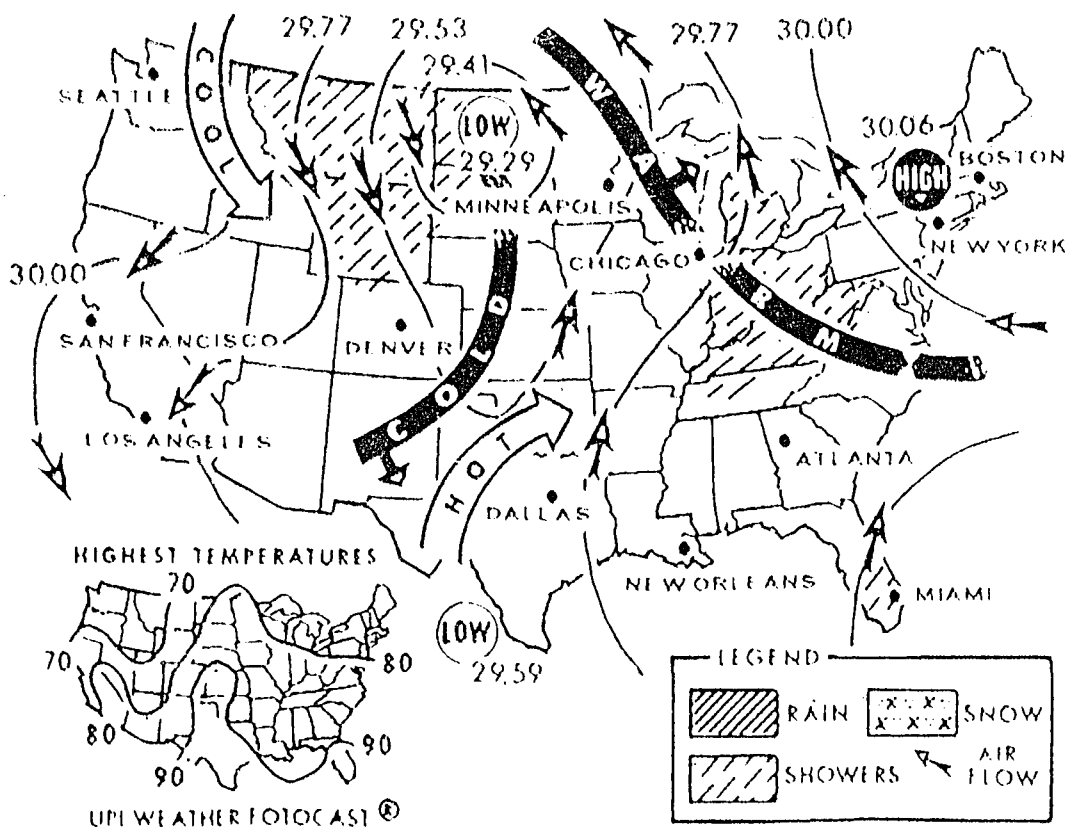 29.77 29.53 29.77 30.00
29.41
COOL
WARM
SEATTLE
LOW
29.29
30.06
HIGH
BOSTON
MINNEAPOLIS
NEW YORK
CHICAGO
30.00
SAN FRANCISCO
DENVER
COLD
LOS ANGELES
HOT
ATLANTA
DALLAS
NEW ORLEANS
MIAMI
LOW
29.59
HIGHEST TEMPERATURES
70
70
80
80
90
90
UPI WEATHER FOTOCAST ®
LEGEND
RAIN
SNOW
SHOWERS
AIR
FLOW